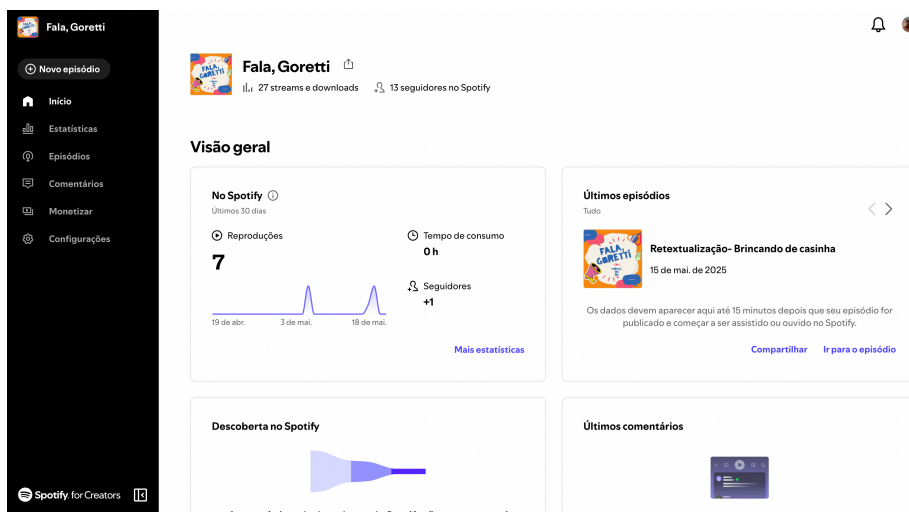 Fala, Goretti
Novo episódio
Início
Estatísticas
Episódios
Comentários
Monetizar
Configurações
Spotify for Creators
FALA, GORETTI
Fala, Goretti
27 streams e downloads
13 seguidores no Spotify
Visão geral
No Spotify
Últimos 30 dias
Reproduções
7
19 de abr. 3 de mai. 18 de mai.
Tempo de consumo
0 h
Seguidores
+1
Mais estatísticas
Últimos episódios
Tudo
FALA, GORETTI
Retextualização- Brincando de casinha
15 de mai. de 2025
Os dados devem aparecer aqui até 15 minutos depois que seu episódio for
publicado e começar a ser assistido ou ouvido no Spotify.
Compartilhar Ir para o episódio
Descoberta no Spotify
Últimos comentários